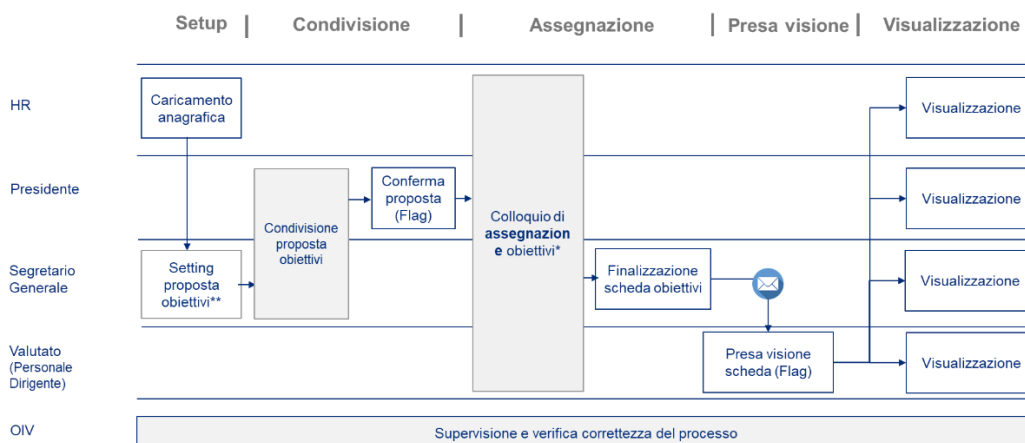 Setup | Condivisione | Assegnazione | Presa visione | Visualizzazione
HR
Caricamento
anagrafica
Visualizzazione
Presidente
Conferma
proposta
(Flag)
Visualizzazione
Condivisione
proposta
obiettivi
Colloquio di
assegnazion
e obiettivi*
Segretario
Generale
Setting
proposta
obiettivi**
Finalizzazione
scheda obiettivi
Visualizzazione
Valutato
(Personale
Dirigente)
Presa visione
scheda (Flag)
Visualizzazione
OIV
Supervisione e verifica correttezza del processo